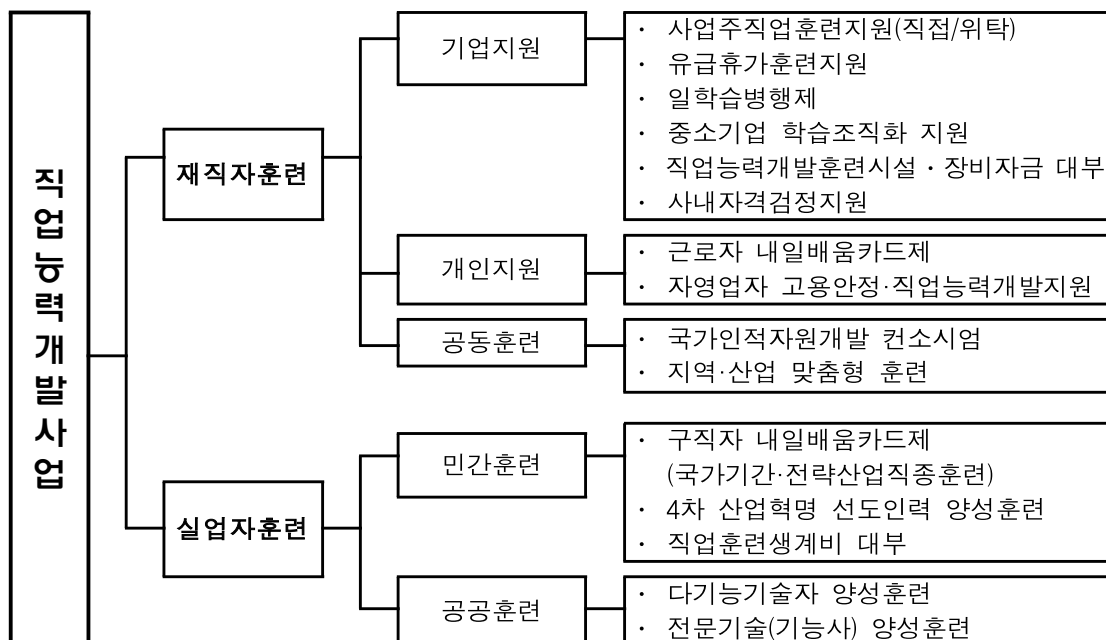 직업능력개발사업
재직자훈련
기업지원
· 사업주직업훈련지원(직접/위탁)
· 유급휴가훈련지원
· 일학습병행제
· 중소기업 학습조직화 지원
· 직업능력개발훈련시설·장비자금 대부
· 사내자격검정지원
개인지원
· 근로자 내일배움카드제
· 자영업자 고용안정·직업능력개발지원
공동훈련
· 국가인적자원개발 컨소시엄
· 지역·산업 맞춤형 훈련
실업자훈련
민간훈련
· 구직자 내일배움카드제
(국가기간·전략산업직종훈련)
· 4차 산업혁명 선도인력 양성훈련
· 직업훈련생계비 대부
공공훈련
· 다기능기술자 양성훈련
· 전문기술(기능사) 양성훈련